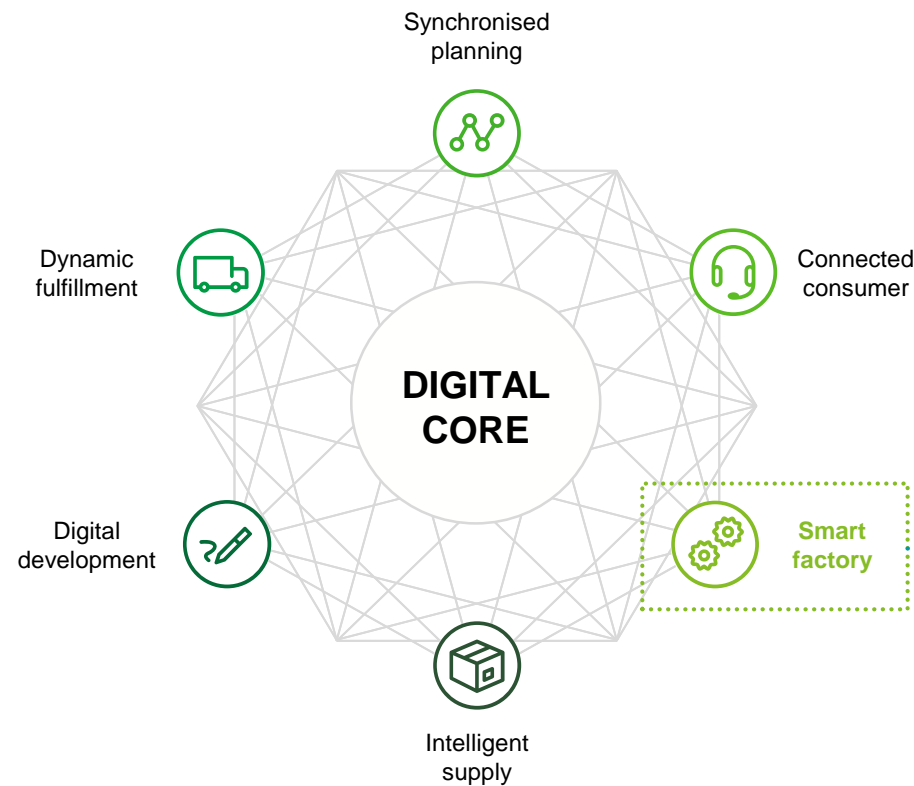 Synchronised
planning
Dynamic
fulfillment
Connected
consumer
DIGITAL
CORE
Digital
development
Smart
factory
Intelligent
supply